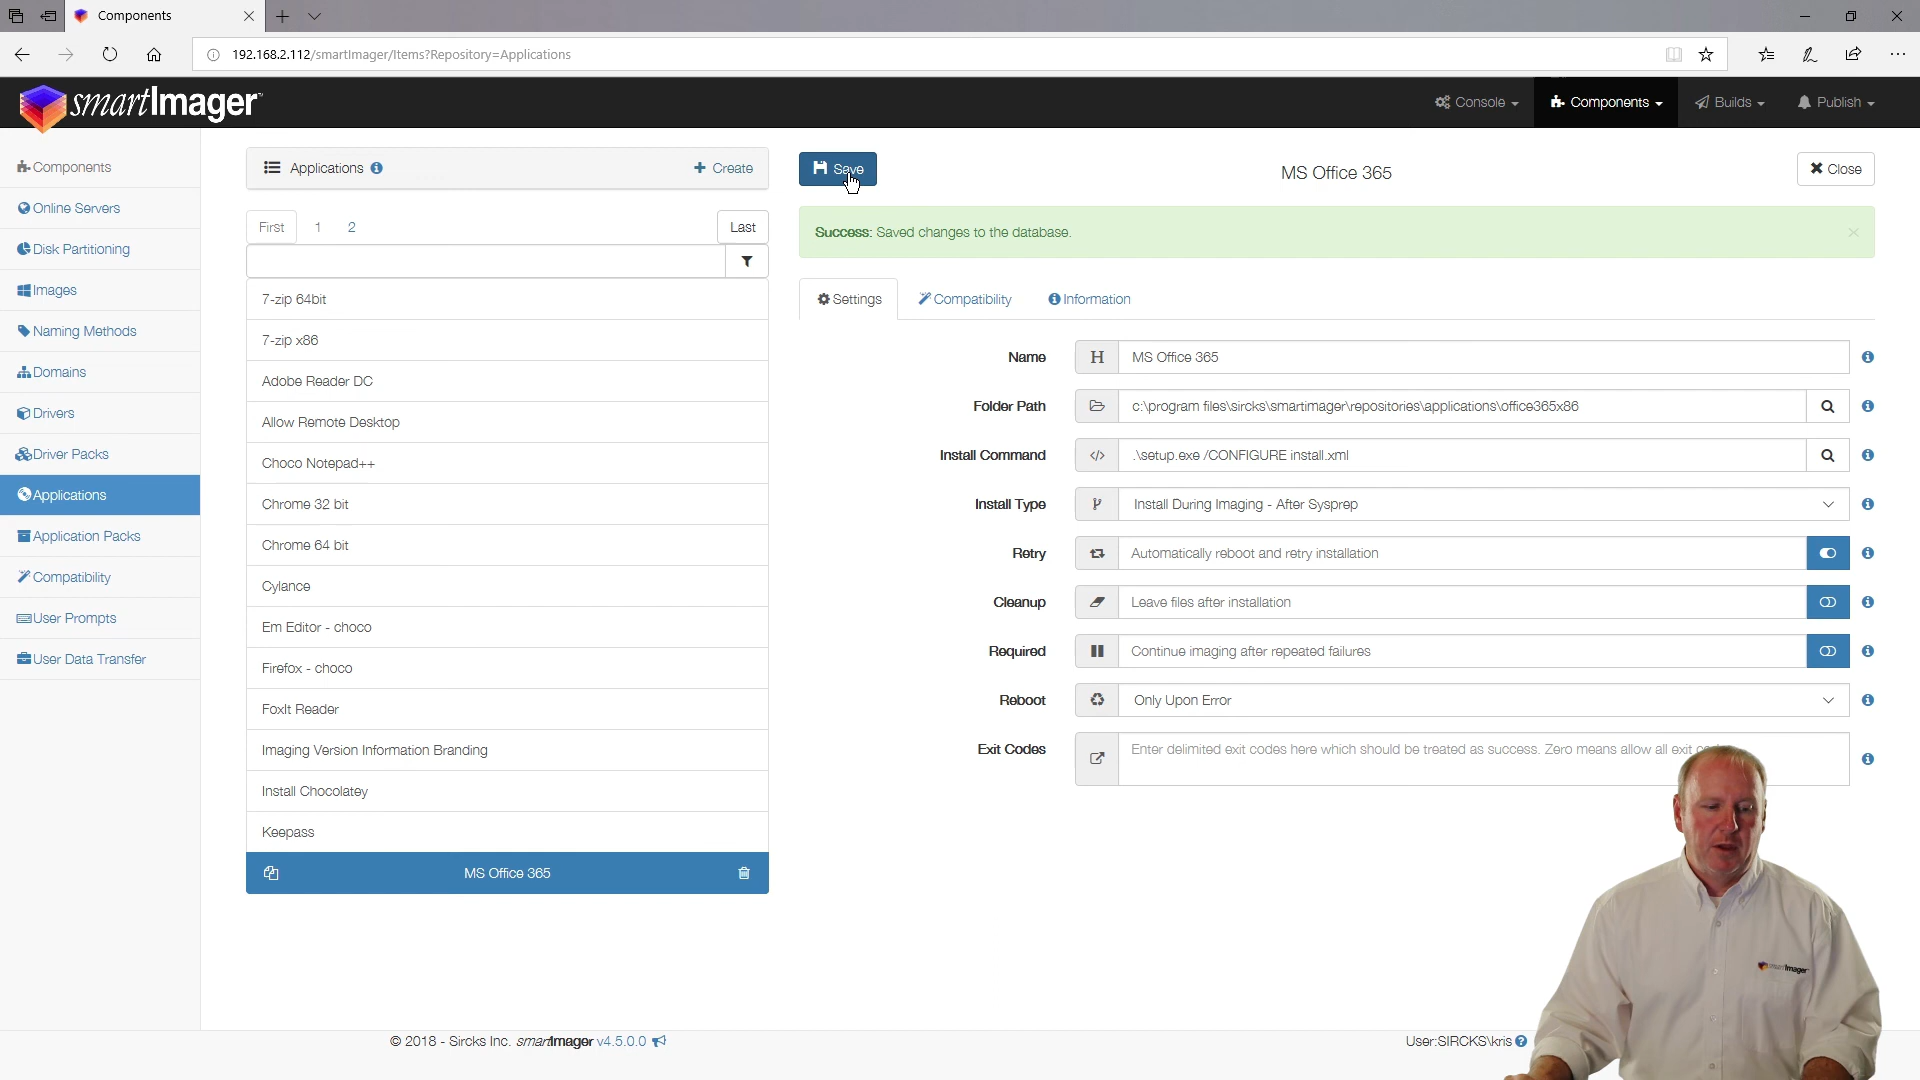 Components
192.168.2.112/smartImager/Items?Repository=Applications
smartImager
Console
Components
Builds
Publish
Components
Online Servers
Disk Partitioning
Images
Naming Methods
Domains
Drivers
Driver Packs
Applications
Application Packs
Compatibility
User Prompts
User Data Transfer
Applications
Create
First 1 2 Last
7-zip 64bit
7-zip x86
Adobe Reader DC
Allow Remote Desktop
Choco Notepad++
Chrome 32 bit
Chrome 64 bit
Cylance
Em Editor - choco
Firefox - choco
FoxIt Reader
Imaging Version Information Branding
Install Chocolatey
Keepass
MS Office 365
Save
MS Office 365
Close
Success: Saved changes to the database.
Settings
Compatibility
Information
Name MS Office 365
Folder Path c:\program files\sircks\smartimager\repositories\applications\office365x86
Install Command .\setup.exe /CONFIGURE install.xml
Install Type Install During Imaging - After Sysprep
Retry Automatically reboot and retry installation
Cleanup Leave files after installation
Required Continue imaging after repeated failures
Reboot Only Upon Error
Exit Codes Enter delimited exit codes here which should be treated as success. Zero means allow all exit
© 2018 - Sircks Inc. smartImager v4.5.0.0
User:SIRCKS\kris
smartImager